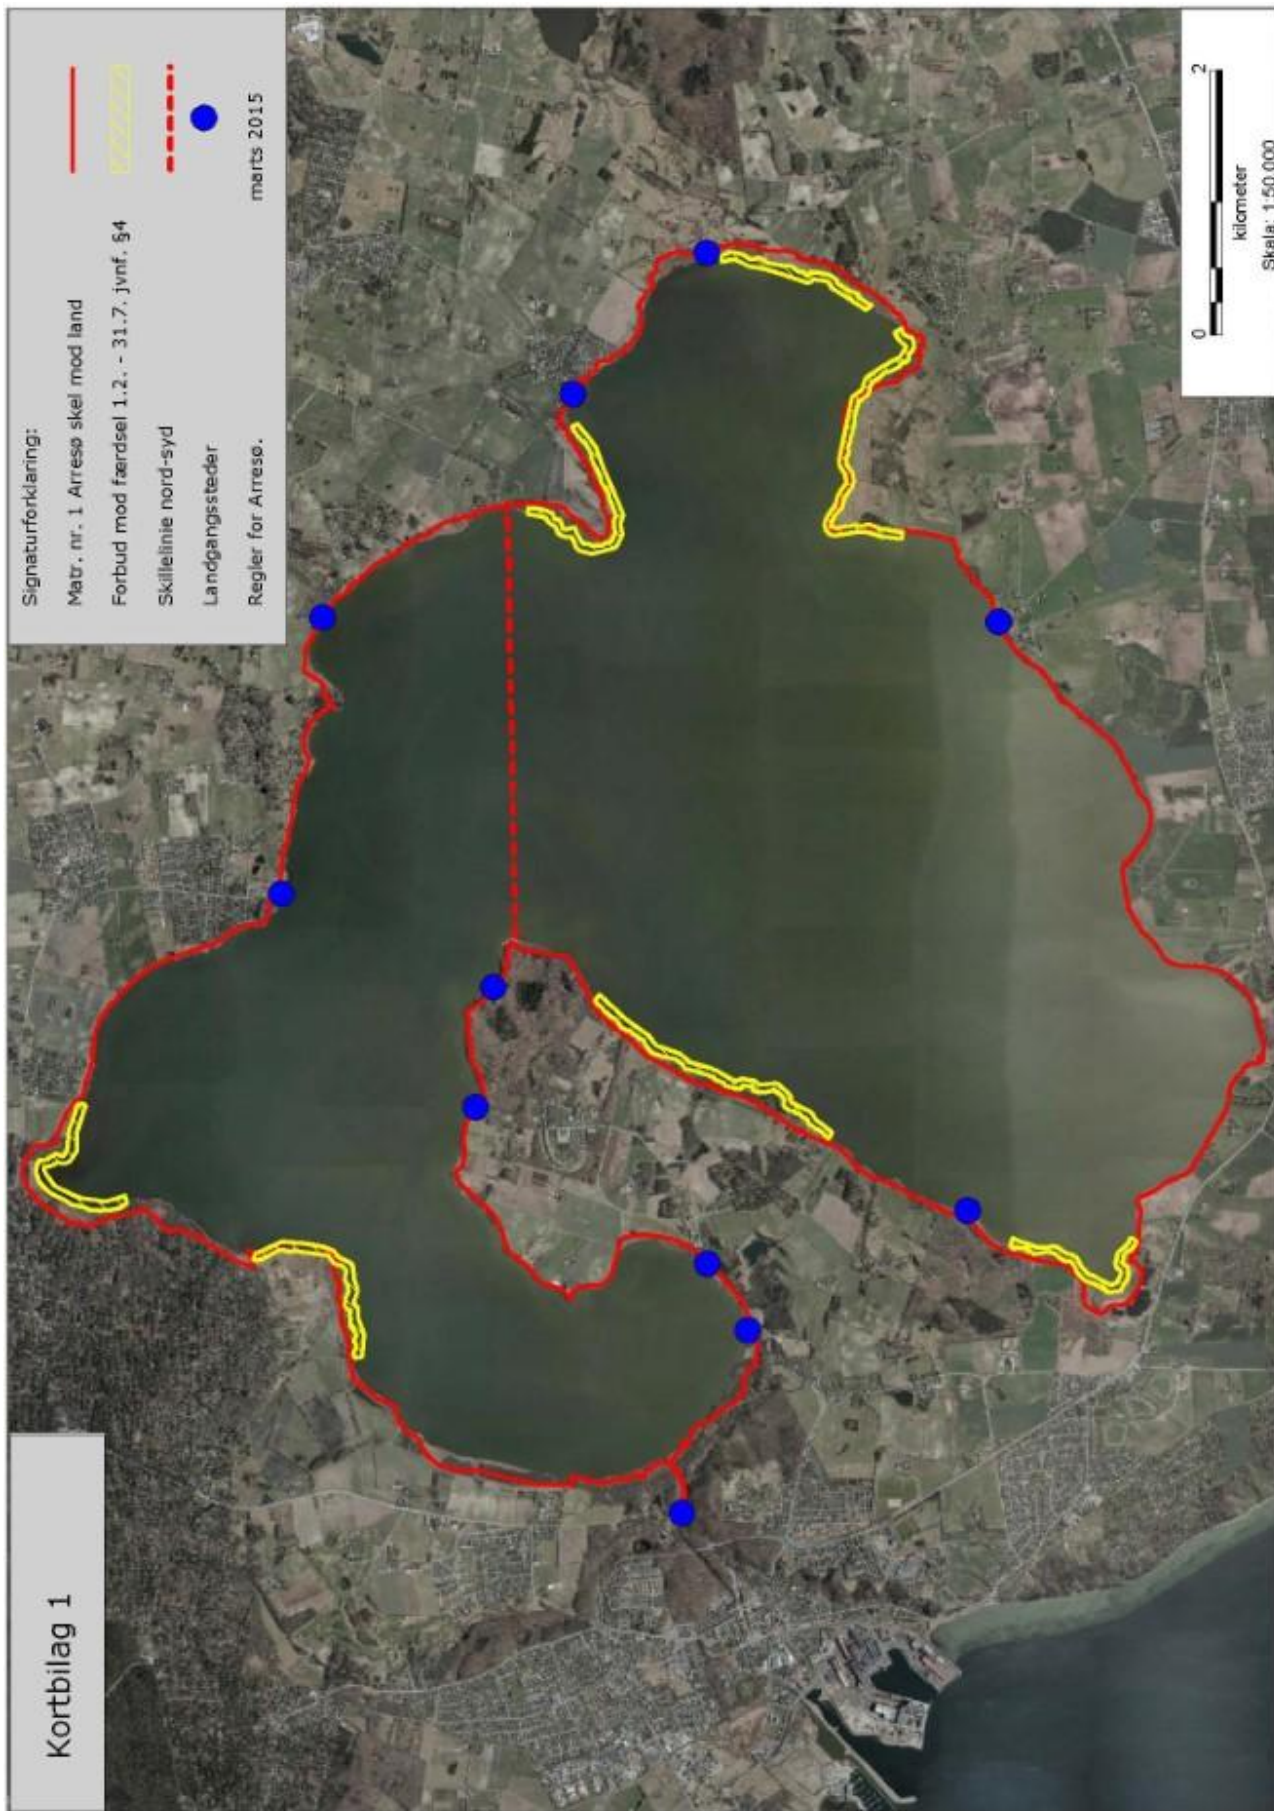 Kortbilag 1
Signaturforklaring:
Matr. nr. 1 Arresø skel mod land
Forbud mod færdsel 1.2. - 31.7. jvnf. §4
Skillelinie nord-syd
Landgangssteder
Regler for Arresø.
marts 2015
0
2
kilometer
Skala: 1:50.000